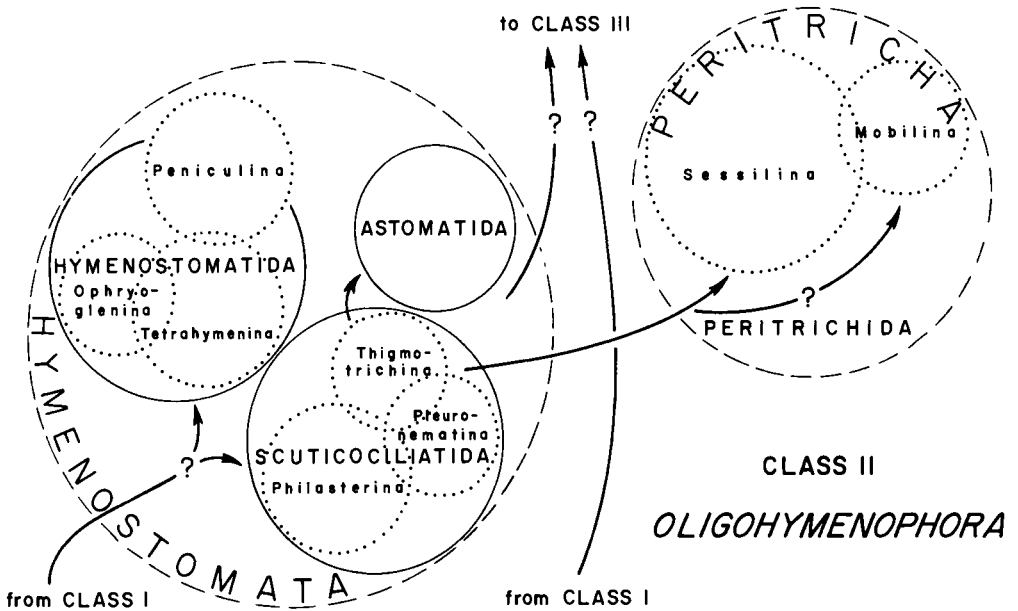 to CLASS III
? ?
PERITRICHA
Mobilina
Sessilina
?
PERITRICHIDA
Peniculina
ASTOMATIDA
HYMENOSTOMATIDA
Ophryo-
glenina
Tetrahymenina
Thigmo-
trichina
Pleuro-
nematina
SCUTICOCILIATIDA
Philasterina
?
HYMENOSTOMATA
CLASS II
OLIGOHYMENOPHORA
from CLASS I
from CLASS I